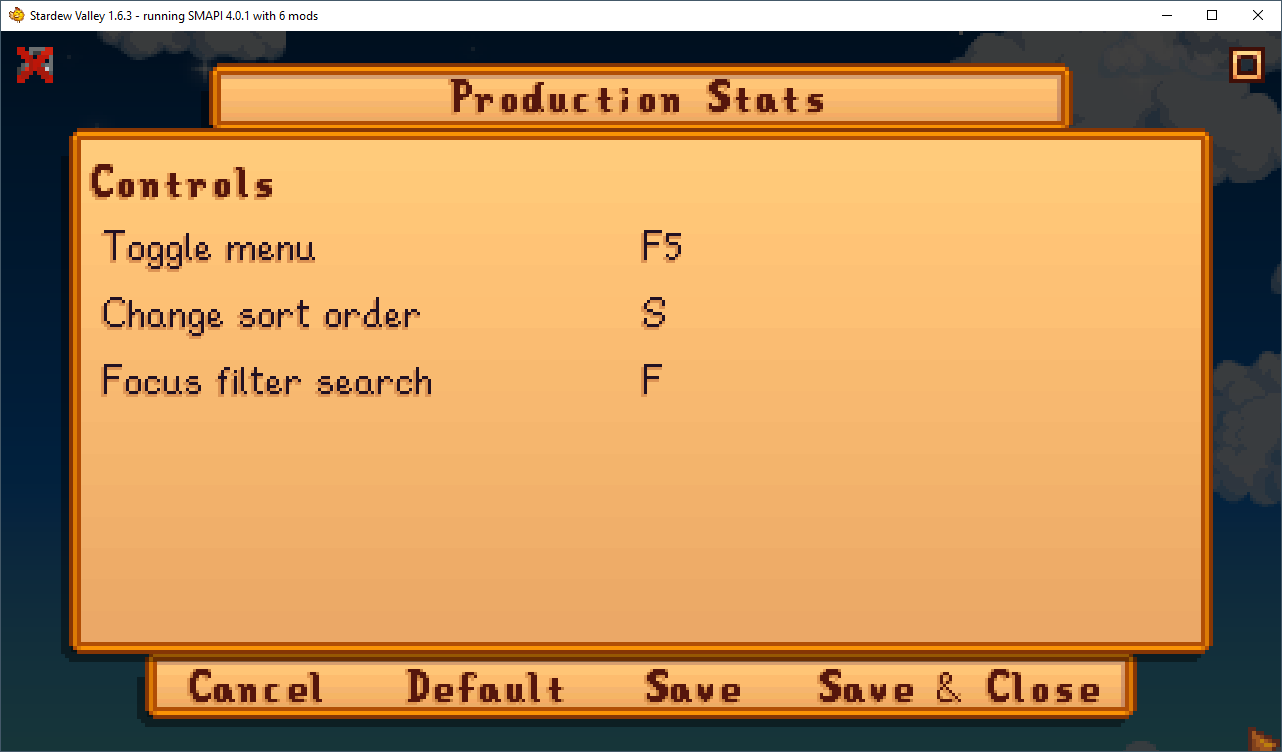 Stardew Valley 1.6.3 - running SMAPI 4.0.1 with 6 mods
Production Stats
Controls
Toggle menu F5
Change sort order S
Focus filter search F
Cancel Default Save Save & Close